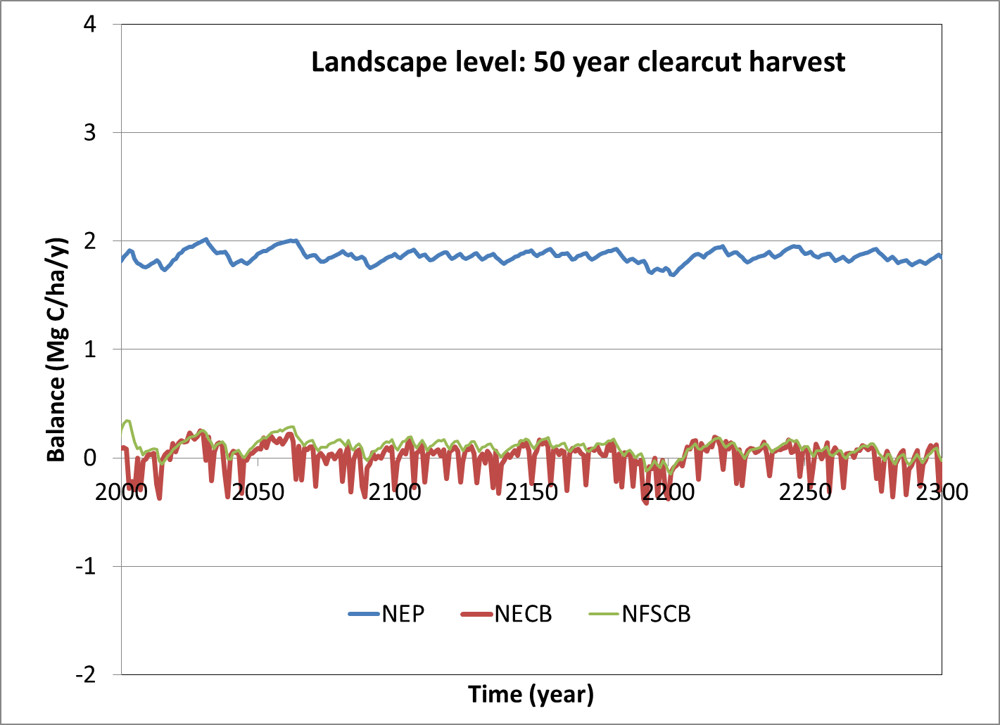 Landscape level: 50 year clearcut harvest
4
3
2
1
0
-1
-2
Balance (Mg C/ha/y)
2000 2050 2100 2150 2200 2250 2300
NEP NECB NFSCB
Time (year)